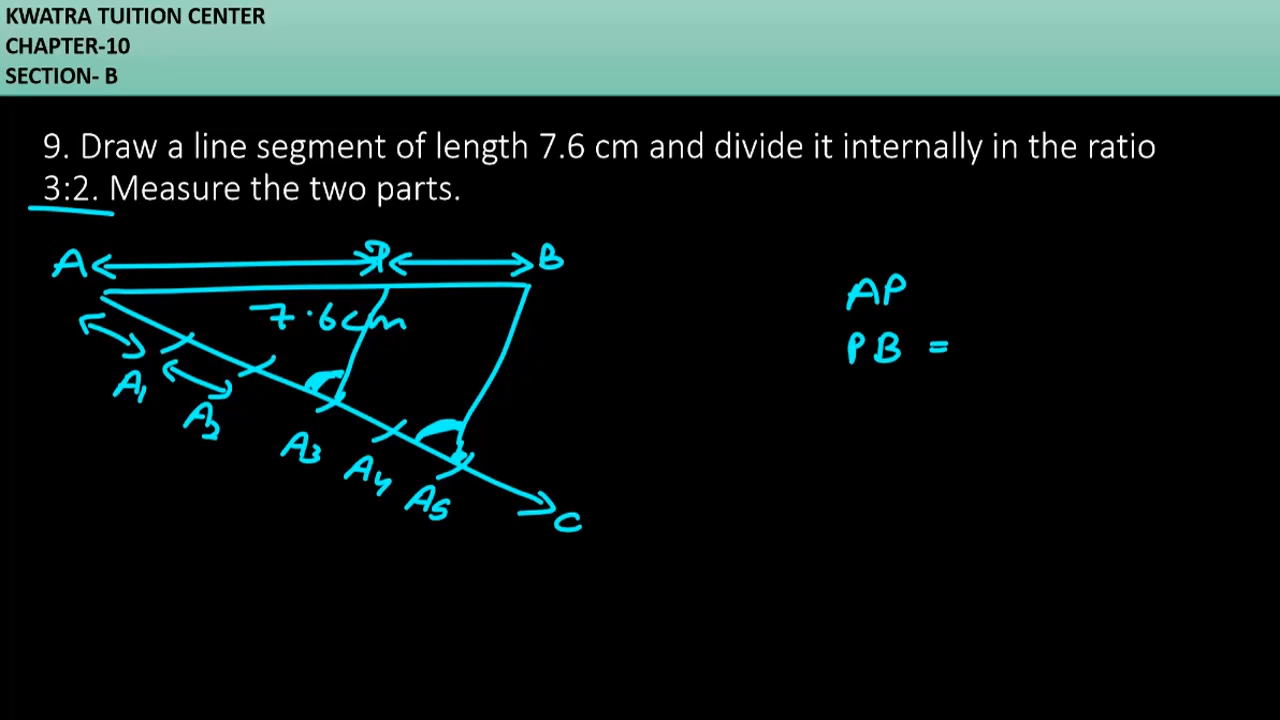 KWATRA TUITION CENTER
CHAPTER-10
SECTION- B
9. Draw a line segment of length 7.6 cm and divide it internally in the ratio
3:2. Measure the two parts.
A P B
7.6cm
A1
A2
A3
A4
A5
C
AP
PB =